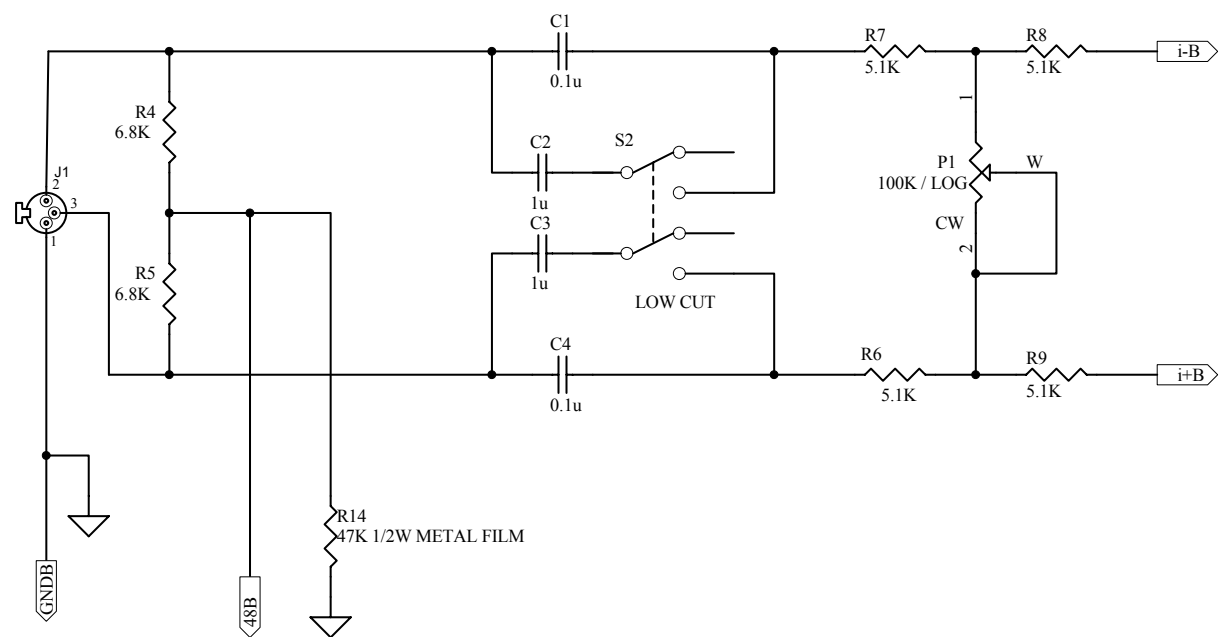 C1
0.1u
R7
5.1K
R8
5.1K
i-B
R4
6.8K
J1
2
3
1
C2
1u
S2
1
P1
100K / LOG
W
CW
2
C3
1u
R5
6.8K
LOW CUT
C4
0.1u
R6
5.1K
R9
5.1K
i+B
R14
47K 1/2W METAL FILM
GNDB
48B